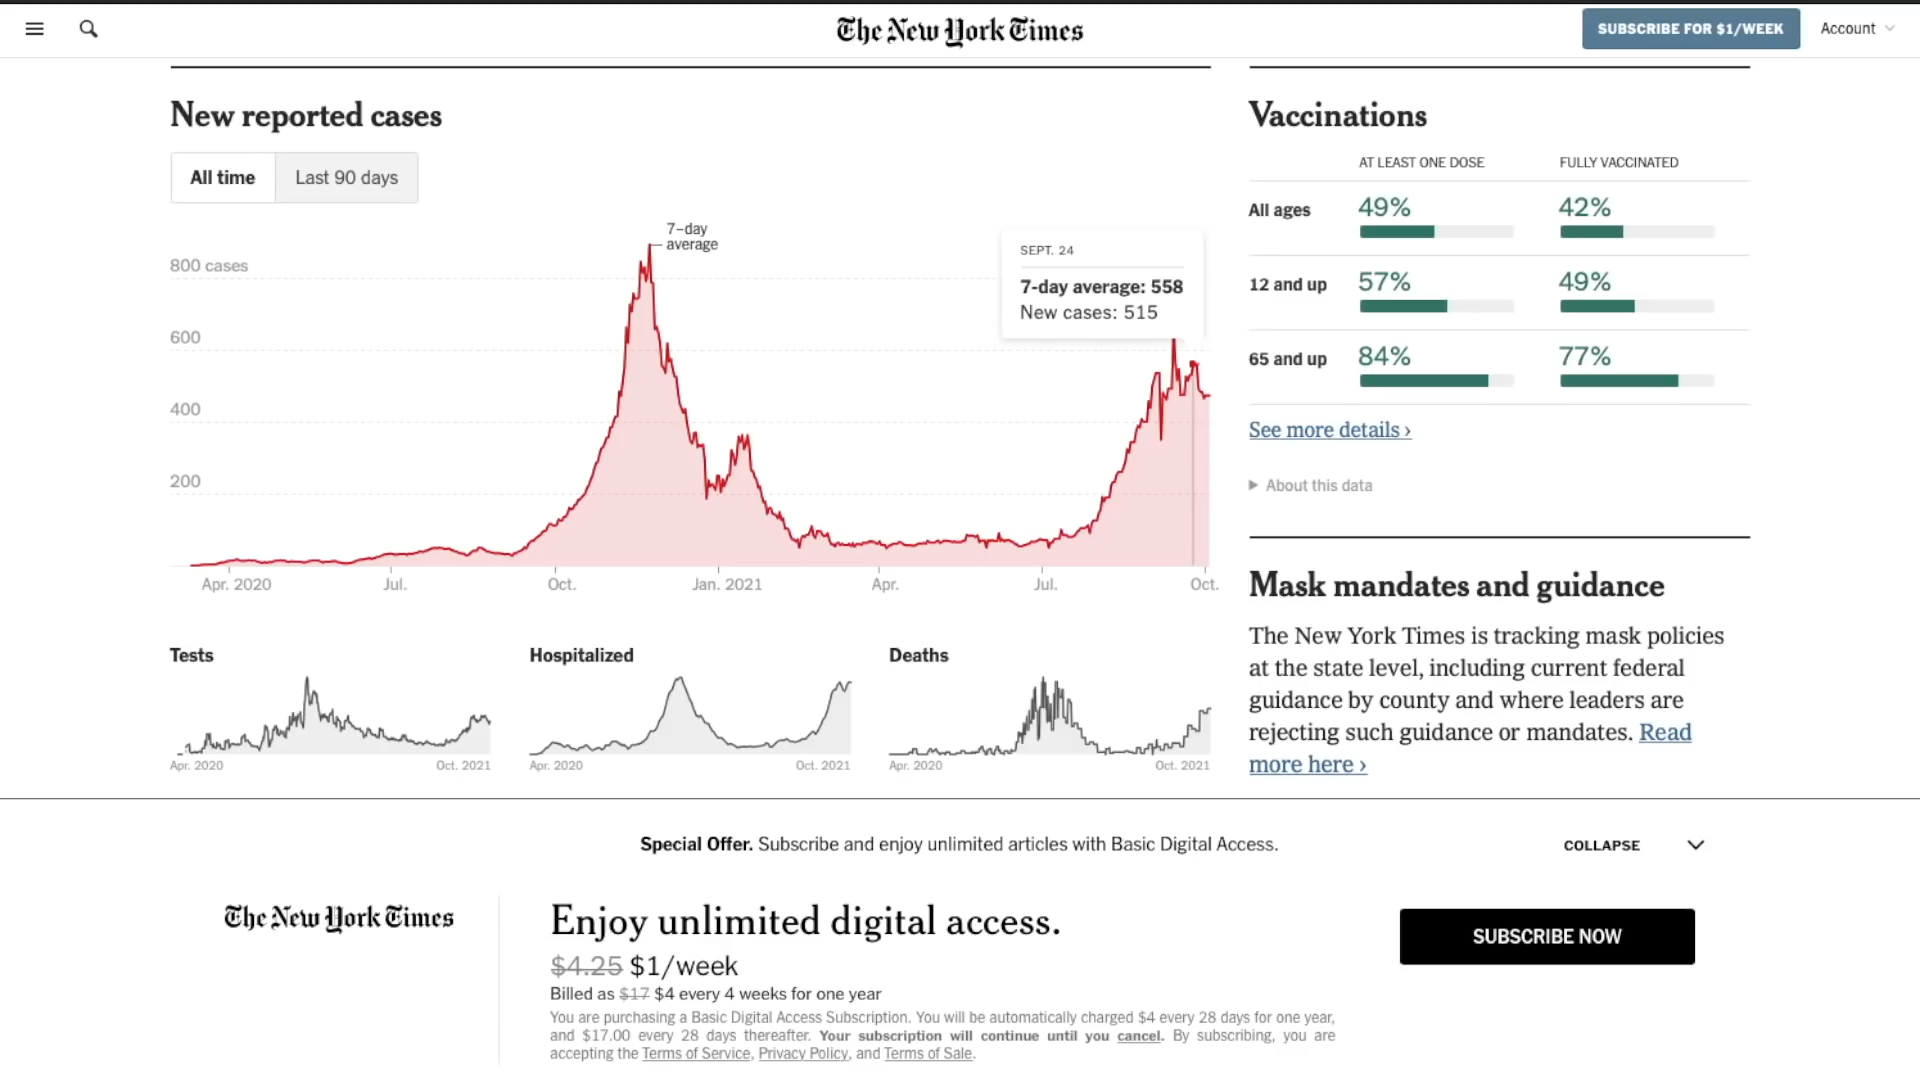 The New York Times
SUBSCRIBE FOR $1/WEEK
Account
New reported cases
All time
Last 90 days
7–day
average
800 cases
600
400
200
SEPT. 24
7-day average: 558
New cases: 515
Apr. 2020
Jul.
Oct.
Jan. 2021
Apr.
Jul.
Oct.
Tests
Apr. 2020
Oct. 2021
Hospitalized
Apr. 2020
Oct. 2021
Deaths
Apr. 2020
Oct. 2021
Vaccinations
AT LEAST ONE DOSE
FULLY VACCINATED
All ages
49%
42%
12 and up
57%
49%
65 and up
84%
77%
See more details ›
About this data
Mask mandates and guidance
The New York Times is tracking mask policies
at the state level, including current federal
guidance by county and where leaders are
rejecting such guidance or mandates. Read
more here ›
Special Offer. Subscribe and enjoy unlimited articles with Basic Digital Access.
COLLAPSE
The New York Times
Enjoy unlimited digital access.
$4.25 $1/week
Billed as $17 $4 every 4 weeks for one year
You are purchasing a Basic Digital Access Subscription. You will be automatically charged $4 every 28 days for one year,
and $17.00 every 28 days thereafter. Your subscription will continue until you cancel. By subscribing, you are
accepting the Terms of Service, Privacy Policy, and Terms of Sale.
SUBSCRIBE NOW